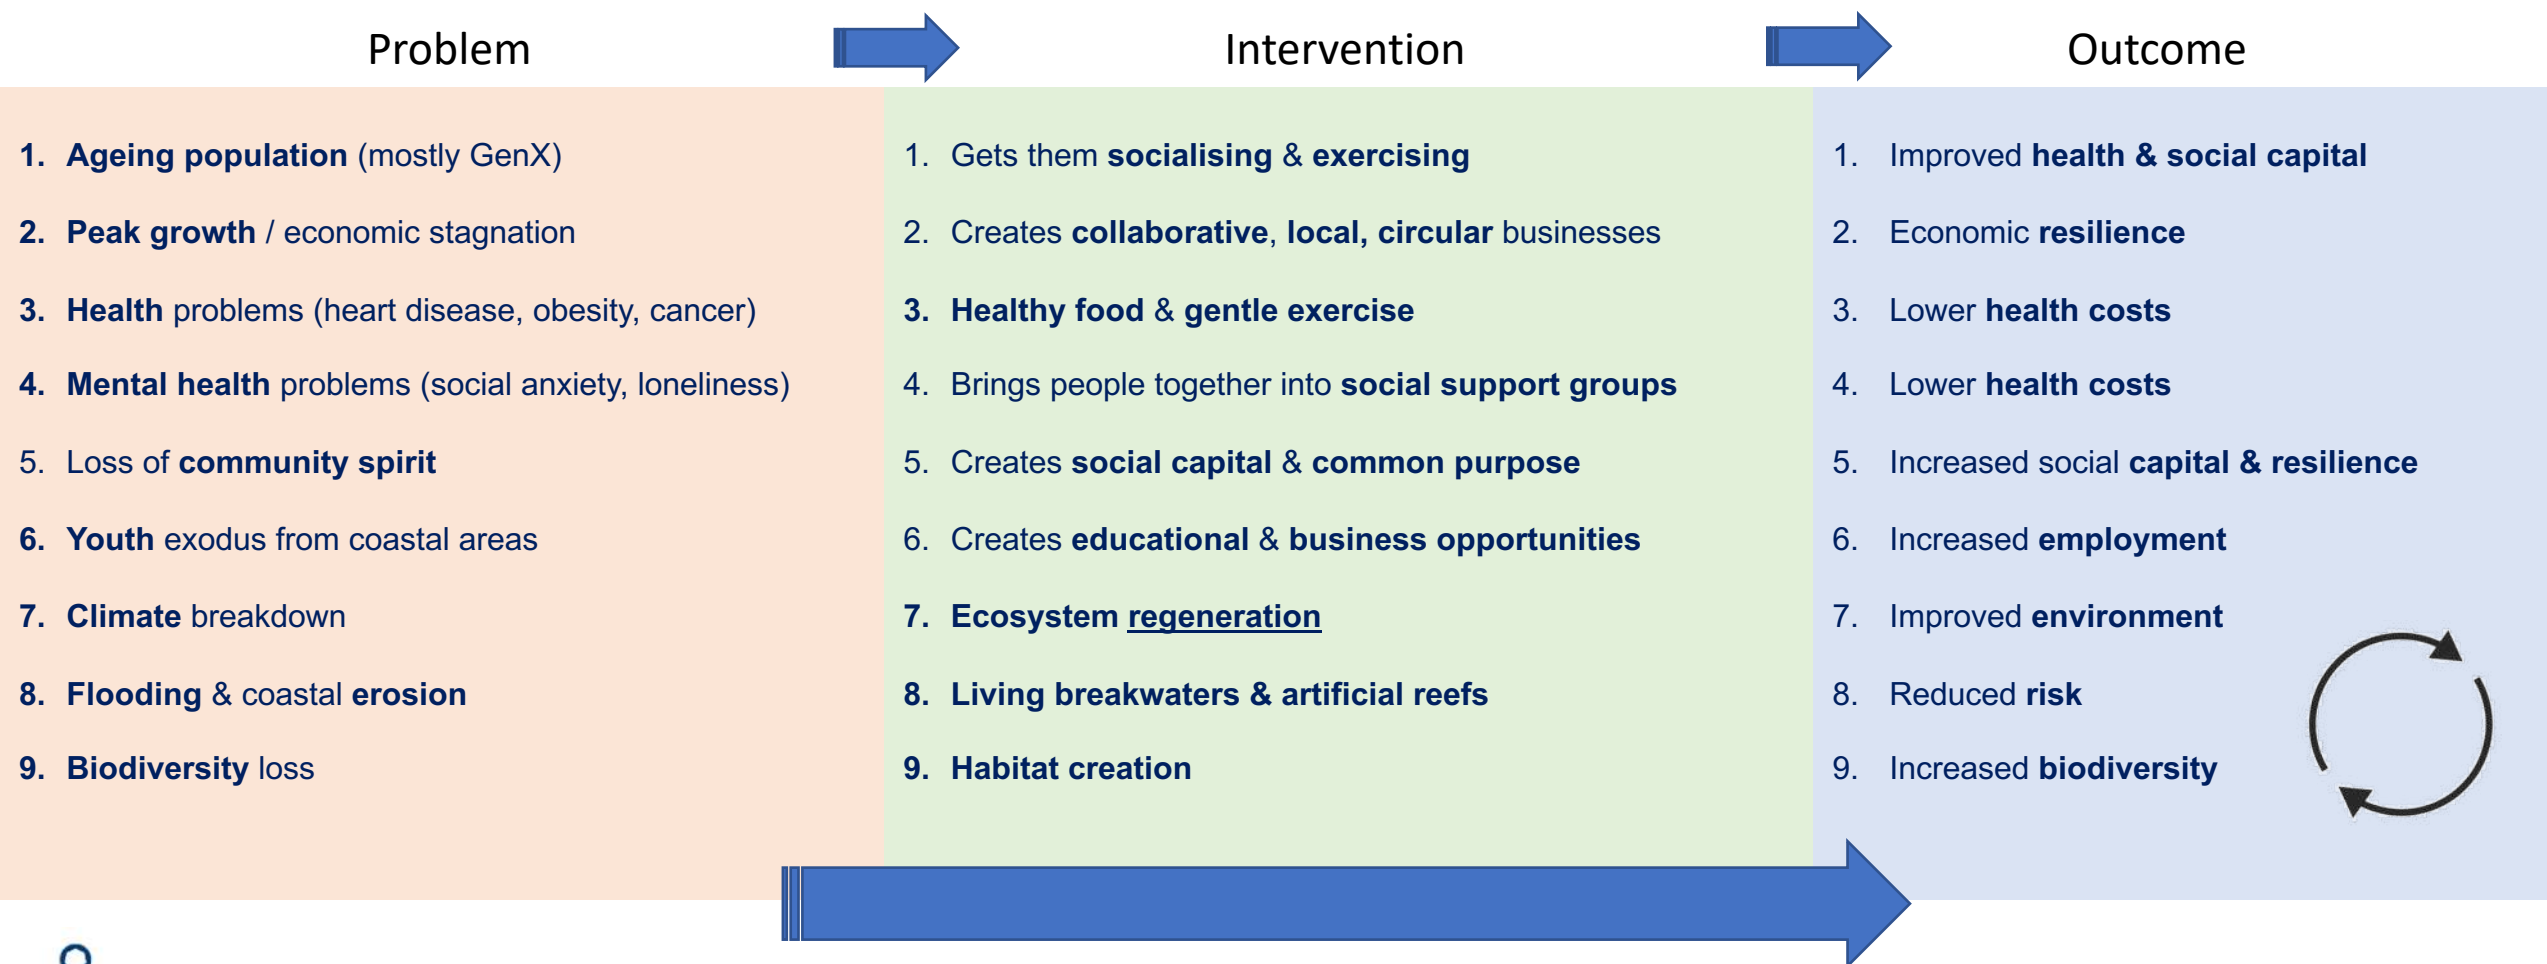 Problem
Intervention
Outcome
1. Ageing population (mostly GenX)
2. Peak growth / economic stagnation
3. Health problems (heart disease, obesity, cancer)
4. Mental health problems (social anxiety, loneliness)
5. Loss of community spirit
6. Youth exodus from coastal areas
7. Climate breakdown
8. Flooding & coastal erosion
9. Biodiversity loss
1. Gets them socialising & exercising
2. Creates collaborative, local, circular businesses
3. Healthy food & gentle exercise
4. Brings people together into social support groups
5. Creates social capital & common purpose
6. Creates educational & business opportunities
7. Ecosystem regeneration
8. Living breakwaters & artificial reefs
9. Habitat creation
1. Improved health & social capital
2. Economic resilience
3. Lower health costs
4. Lower health costs
5. Increased social capital & resilience
6. Increased employment
7. Improved environment
8. Reduced risk
9. Increased biodiversity